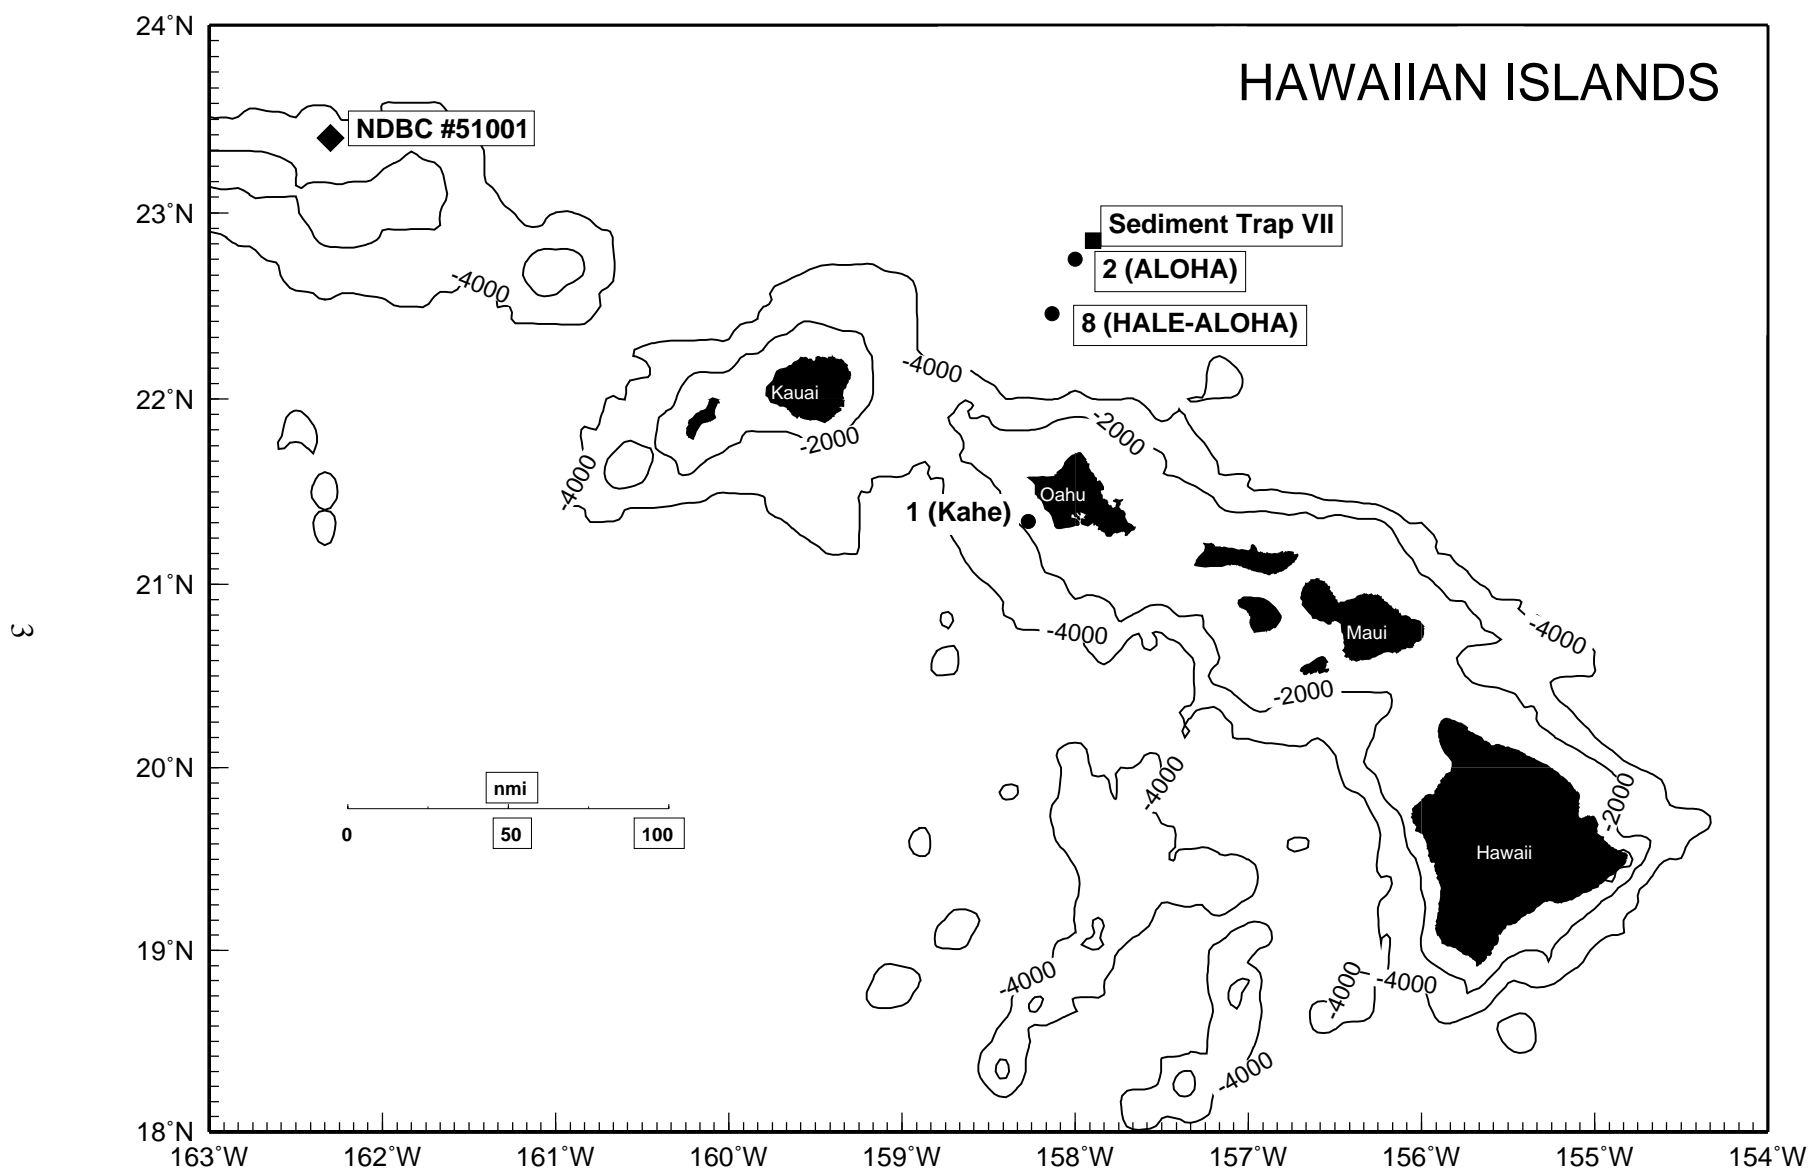 HAWAIIAN ISLANDS
24°N
NDBC #51001
23°N
Sediment Trap VII
2 (ALOHA)
-4000
8 (HALE-ALOHA)
-4000
22°N
Kauai
-2000
-2000
-4000
Oahu
1 (Kahe)
21°N
3
-4000
Maui
-4000
-2000
20°N
nmi
0
50
100
-4000
-2000
Hawaii
19°N
-4000
-4000
-4000
-4000
18°N
163°W
162°W
161°W
160°W
159°W
158°W
157°W
156°W
155°W
154°W